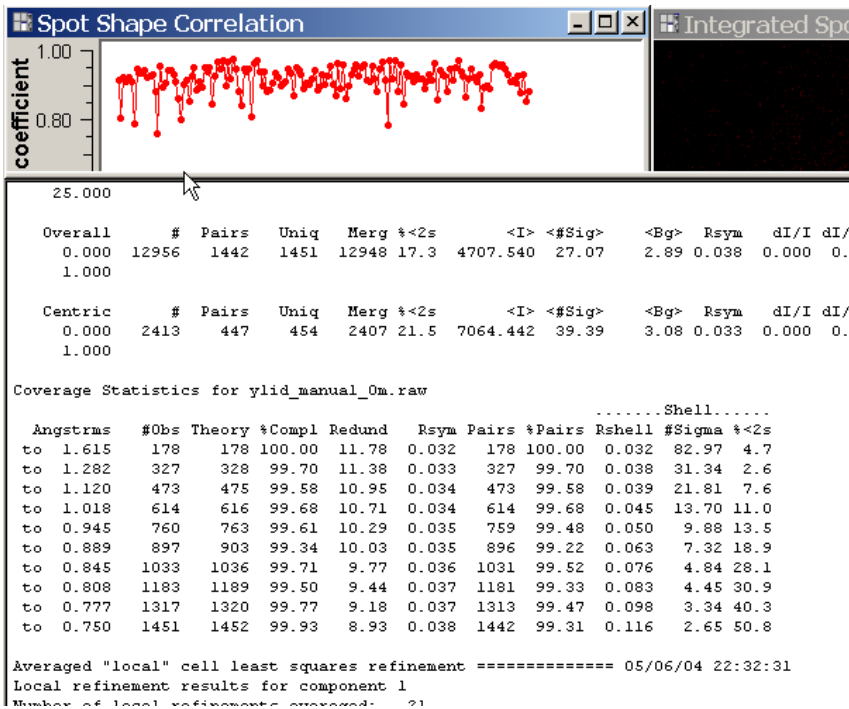 Spot Shape Correlation
Integrated Spo
coefficient
1.00
0.80
25.000
Overall # Pairs Uniq Merg %<2s <I> <#Sig> <Bg> Rsym dI/I dI/
0.000 12956 1442 1451 12948 17.3 4707.540 27.07 2.89 0.038 0.000 0.
1.000
Centric # Pairs Uniq Merg %<2s <I> <#Sig> <Bg> Rsym dI/I dI/
0.000 2413 447 454 2407 21.5 7064.442 39.39 3.08 0.033 0.000 0.
1.000
Coverage Statistics for ylid_manual_0m.raw
.......Shell......
Angstrms #Obs Theory %Compl Redund Rsym Pairs %Pairs Rshell #Sigma %<2s
to 1.615 178 178 100.00 11.78 0.032 178 100.00 0.032 82.97 4.7
to 1.282 327 328 99.70 11.38 0.033 327 99.70 0.038 31.34 2.6
to 1.120 473 475 99.58 10.95 0.034 473 99.58 0.039 21.81 7.6
to 1.018 614 616 99.68 10.71 0.034 614 99.68 0.045 13.70 11.0
to 0.945 760 763 99.61 10.29 0.035 759 99.48 0.050 9.88 13.5
to 0.889 897 903 99.34 10.03 0.035 896 99.22 0.063 7.32 18.9
to 0.845 1033 1036 99.71 9.77 0.036 1031 99.52 0.076 4.84 28.1
to 0.808 1183 1189 99.50 9.44 0.037 1181 99.33 0.083 4.45 30.9
to 0.777 1317 1320 99.77 9.18 0.037 1313 99.47 0.098 3.34 40.3
to 0.750 1451 1452 99.93 8.93 0.038 1442 99.31 0.116 2.65 50.8
Averaged "local" cell least squares refinement ============== 05/06/04 22:32:31
Local refinement results for component 1
Number of local refinements averaged: 21